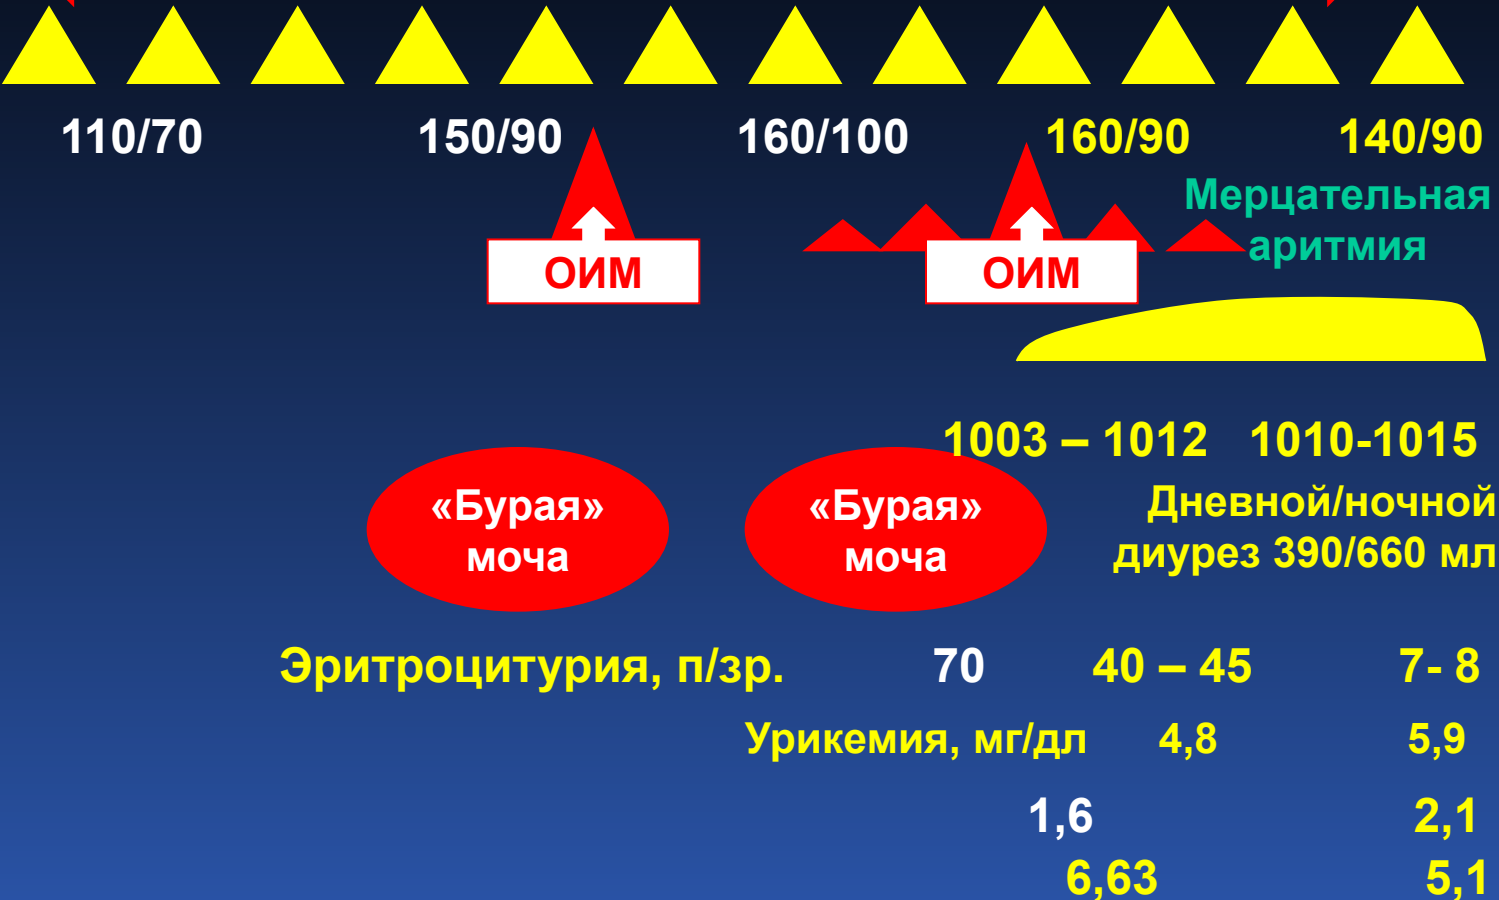 110/70 150/90 160/100 160/90 140/90
Мерцательная
аритмия
ОИМ ОИМ
1003 – 1012 1010-1015
«Бурая»
моча
«Бурая»
моча
Дневной/ночной
диурез 390/660 мл
Эритроцитурия, п/зр. 70 40 – 45 7- 8
Урикемия, мг/дл 4,8 5,9
1,6 2,1
6,63 5,1